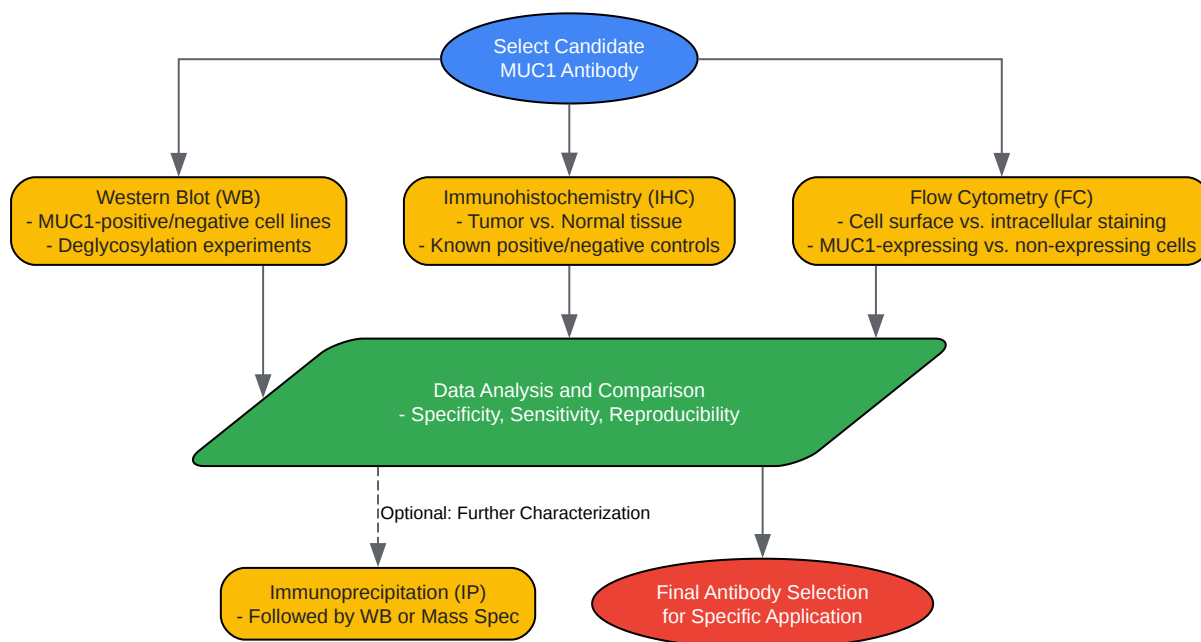 Select Candidate
MUC1 Antibody
Western Blot (WB)
- MUC1-positive/negative cell lines
- Deglycosylation experiments
Immunohistochemistry (IHC)
- Tumor vs. Normal tissue
- Known positive/negative controls
Flow Cytometry (FC)
- Cell surface vs. intracellular staining
- MUC1-expressing vs. non-expressing cells
Data Analysis and Comparison
- Specificity, Sensitivity, Reproducibility
Optional: Further Characterization
Immunoprecipitation (IP)
- Followed by WB or Mass Spec
Final Antibody Selection
for Specific Application